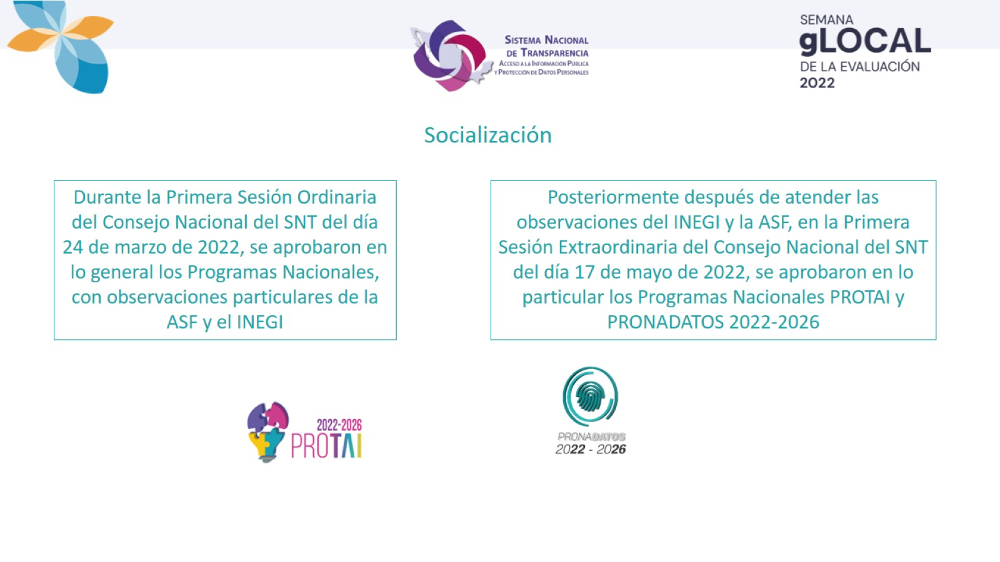 SISTEMA NACIONAL
DE TRANSPARENCIA
ACCESO A LA INFORMACIÓN PÚBLICA
Y PROTECCIÓN DE DATOS PERSONALES
SEMANA
gLOCAL
DE LA EVALUACIÓN
2022
Socialización
Durante la Primera Sesión Ordinaria
del Consejo Nacional del SNT del día
24 de marzo de 2022, se aprobaron en
lo general los Programas Nacionales,
con observaciones particulares de la
ASF y el INEGI
Posteriormente después de atender las
observaciones del INEGI y la ASF, en la Primera
Sesión Extraordinaria del Consejo Nacional del SNT
del día 17 de mayo de 2022, se aprobaron en lo
particular los Programas Nacionales PROTAI y
PRONADATOS 2022-2026
2022-2026
PROTAI
PRONADATOS
2022 - 2026